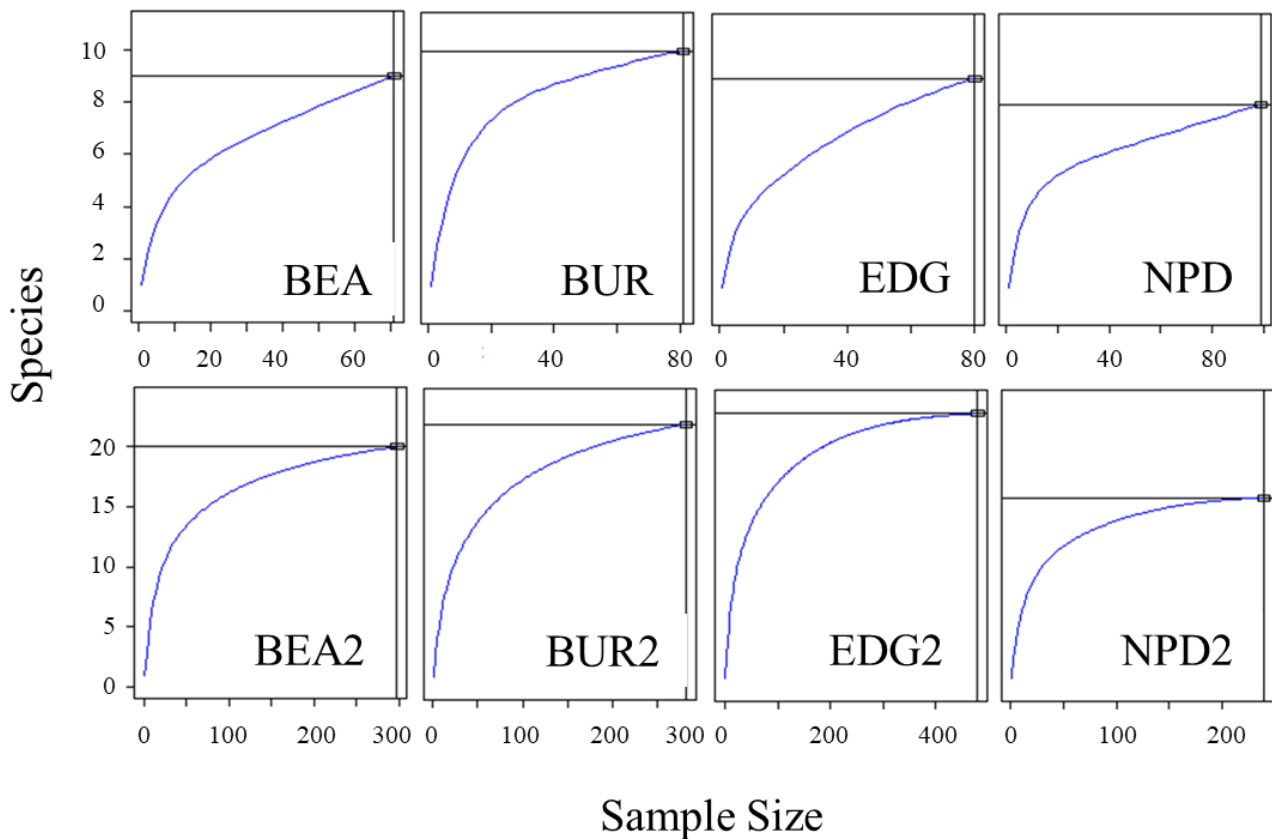 Species
10
8
6
4
2
0
BEA
BUR
EDG
NPD
0 20 40 60
0 40 80
0 40 80
0 40 80
20
15
10
5
0
BEA2
BUR2
EDG2
NPD2
0 100 200 300
0 100 200 300
0 200 400
0 100 200
Sample Size